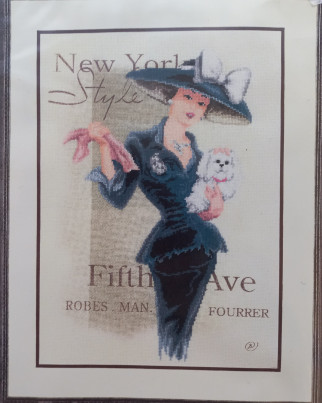 New York
Style
Fifth Ave
ROBES . MAN. FOURRER